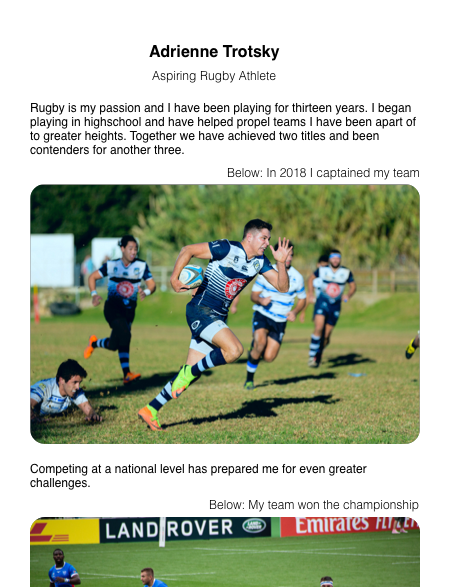 Adrienne Trotsky
Aspiring Rugby Athlete
Rugby is my passion and I have been playing for thirteen years. I began
playing in highschool and have helped propel teams I have been apart of
to greater heights. Together we have achieved two titles and been
contenders for another three.
Below: In 2018 I captained my team
Competing at a national level has prepared me for even greater
challenges.
Below: My team won the championship
LAND ROVER
Emirates